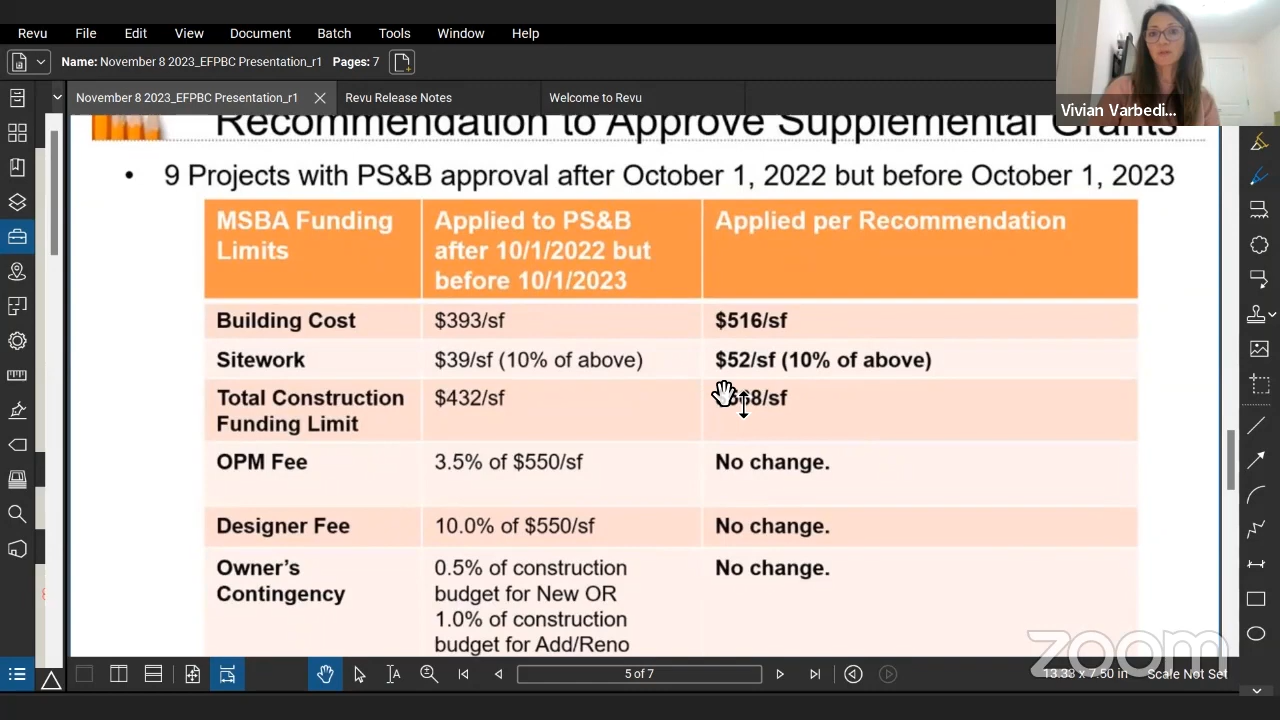 Revu File Edit View Document Batch Tools Window Help
Name: November 8 2023_EFPBC Presentation_r1 Pages: 7
November 8 2023_EFPBC Presentation_r1 Revu Release Notes Welcome to Revu
Vivian Varbedi...
Recommendation to Approve Supplemental Grants
• 9 Projects with PS&B approval after October 1, 2022 but before October 1, 2023
MSBA Funding Limits
Applied to PS&B after 10/1/2022 but before 10/1/2023
Applied per Recommendation
Building Cost $393/sf $516/sf
Sitework $39/sf (10% of above) $52/sf (10% of above)
Total Construction Funding Limit $432/sf
OPM Fee 3.5% of $550/sf No change.
Designer Fee 10.0% of $550/sf No change.
Owner's Contingency
0.5% of construction
budget for New OR
1.0% of construction
budget for Add/Reno
No change.
zoom
5 of 7
13.33 x 7.50 in Scale Not Set